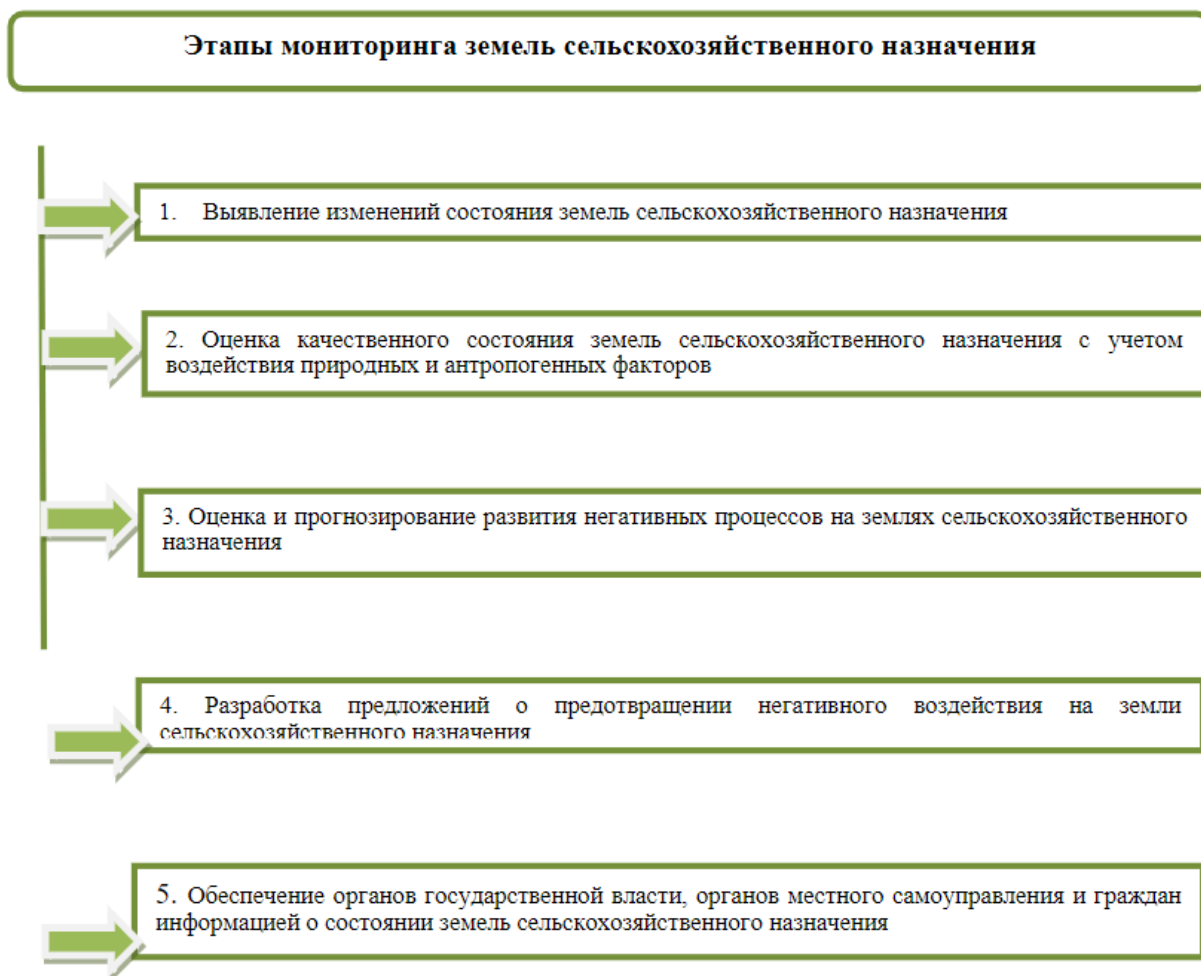 Этапы мониторинга земель сельскохозяйственного назначения
1. Выявление изменений состояния земель сельскохозяйственного назначения
2. Оценка качественного состояния земель сельскохозяйственного назначения с учетом
воздействия природных и антропогенных факторов
3. Оценка и прогнозирование развития негативных процессов на землях сельскохозяйственного
назначения
4. Разработка предложений о предотвращении негативного воздействия на земли
сельскохозяйственного назначения
5. Обеспечение органов государственной власти, органов местного самоуправления и граждан
информацией о состоянии земель сельскохозяйственного назначения